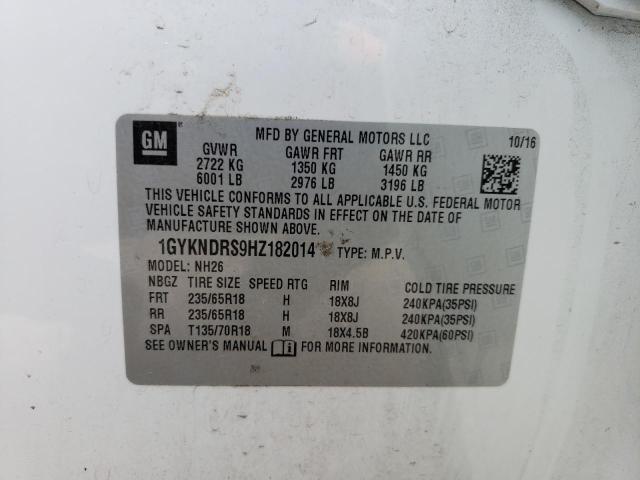 GM
MFD BY GENERAL MOTORS LLC 10/16
GVWR GAWR FRT GAWR RR
2722 KG 1350 KG 1450 KG
6001 LB 2976 LB 3196 LB
THIS VEHICLE CONFORMS TO ALL APPLICABLE U.S. FEDERAL MOTOR
VEHICLE SAFETY STANDARDS IN EFFECT ON THE DATE OF
MANUFACTURE SHOWN ABOVE.
1GYKNDRS9HZ182014 TYPE: M.P.V.
MODEL: NH26
NBGZ TIRE SIZE SPEED RTG RIM COLD TIRE PRESSURE
FRT 235/65R18 H 18X8J 240KPA(35PSI)
RR 235/65R18 H 18X8J 240KPA(35PSI)
SPA T135/70R18 M 18X4.5B 420KPA(60PSI)
SEE OWNER'S MANUAL i FOR MORE INFORMATION.